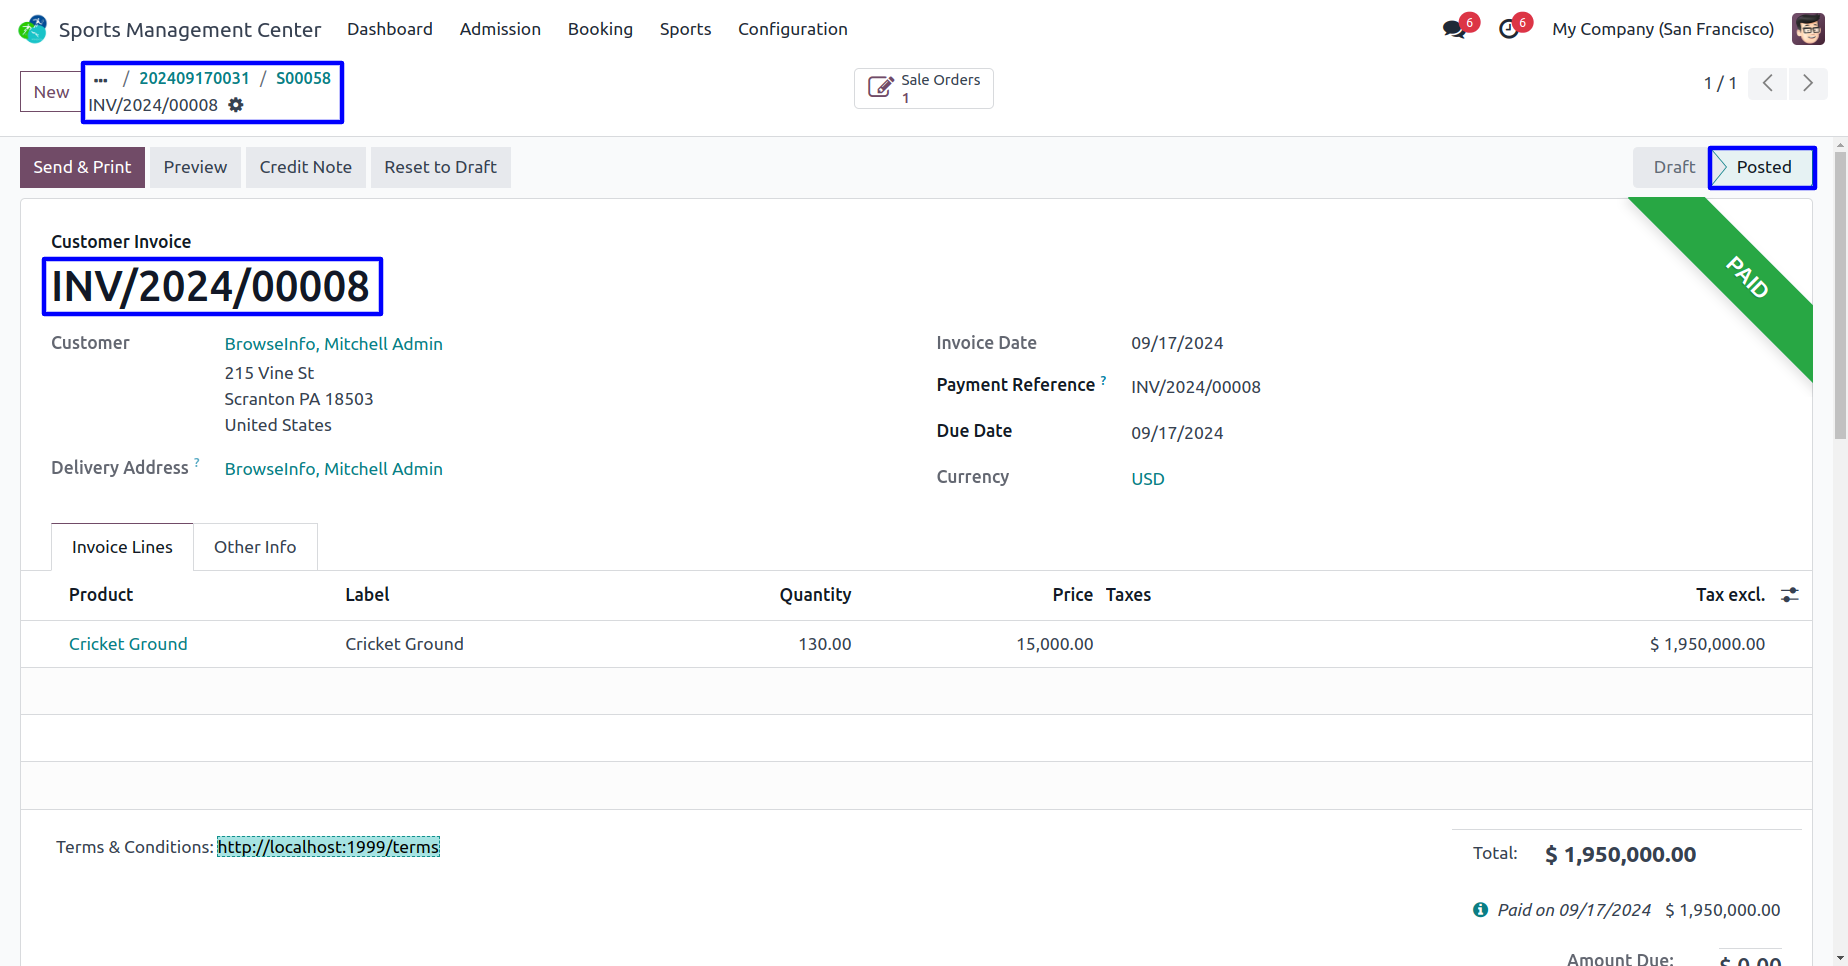 Sports Management Center Dashboard Admission Booking Sports Configuration 6 6 My Company (San Francisco)
New ... / 202409170031 / S00058
INV/2024/00008
Sale Orders
1
1 / 1
Send & Print Preview Credit Note Reset to Draft Draft Posted
PAID
Customer Invoice
INV/2024/00008
Customer BrowseInfo, Mitchell Admin
215 Vine St
Scranton PA 18503
United States
Delivery Address ? BrowseInfo, Mitchell Admin
Invoice Date 09/17/2024
Payment Reference ? INV/2024/00008
Due Date 09/17/2024
Currency USD
Invoice Lines Other Info
Product Label Quantity Price Taxes Tax excl.
Cricket Ground Cricket Ground 130.00 15,000.00 $ 1,950,000.00
Terms & Conditions: http://localhost:1999/terms
Total: $ 1,950,000.00
Paid on 09/17/2024 $ 1,950,000.00
Amount Due: $ 0.00